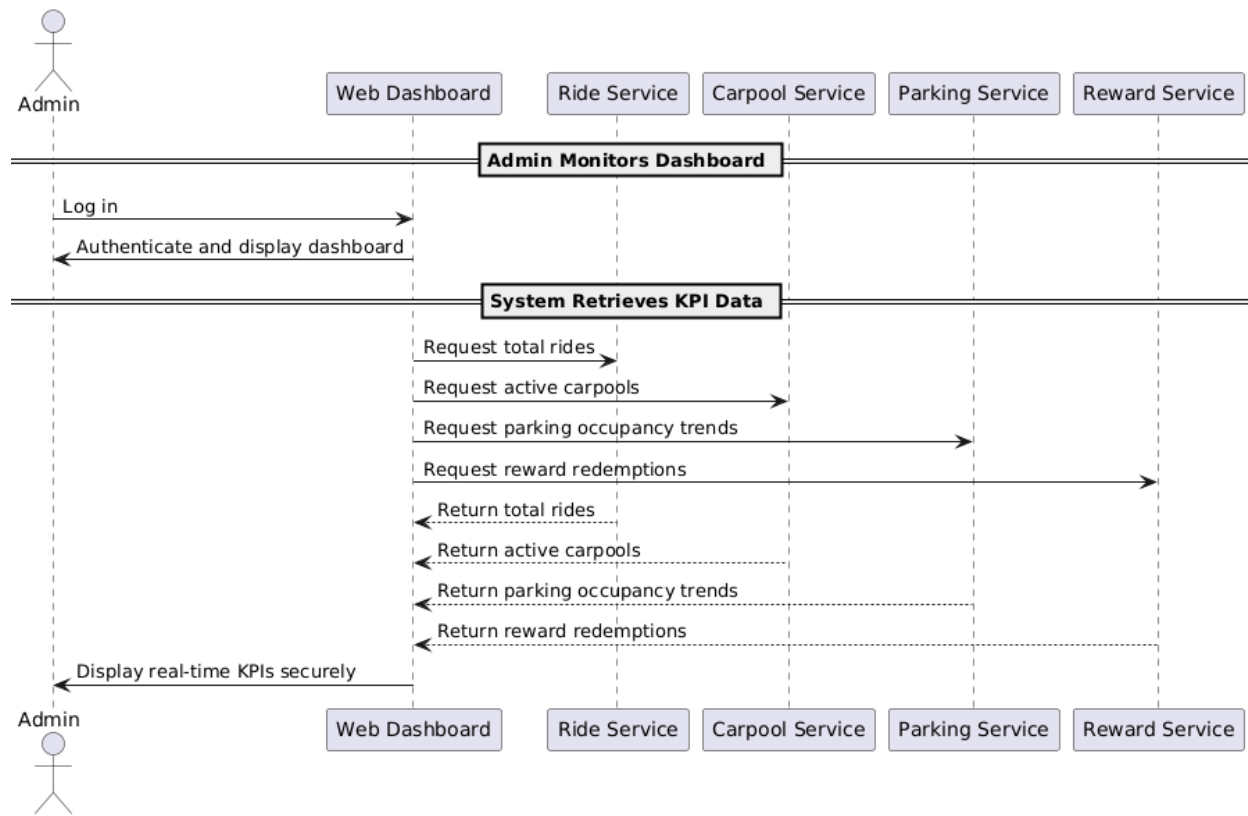 Admin
Web Dashboard
Ride Service
Carpool Service
Parking Service
Reward Service
Admin Monitors Dashboard
Log in
Authenticate and display dashboard
System Retrieves KPI Data
Request total rides
Request active carpools
Request parking occupancy trends
Request reward redemptions
Return total rides
Return active carpools
Return parking occupancy trends
Return reward redemptions
Display real-time KPIs securely
Admin
Web Dashboard
Ride Service
Carpool Service
Parking Service
Reward Service